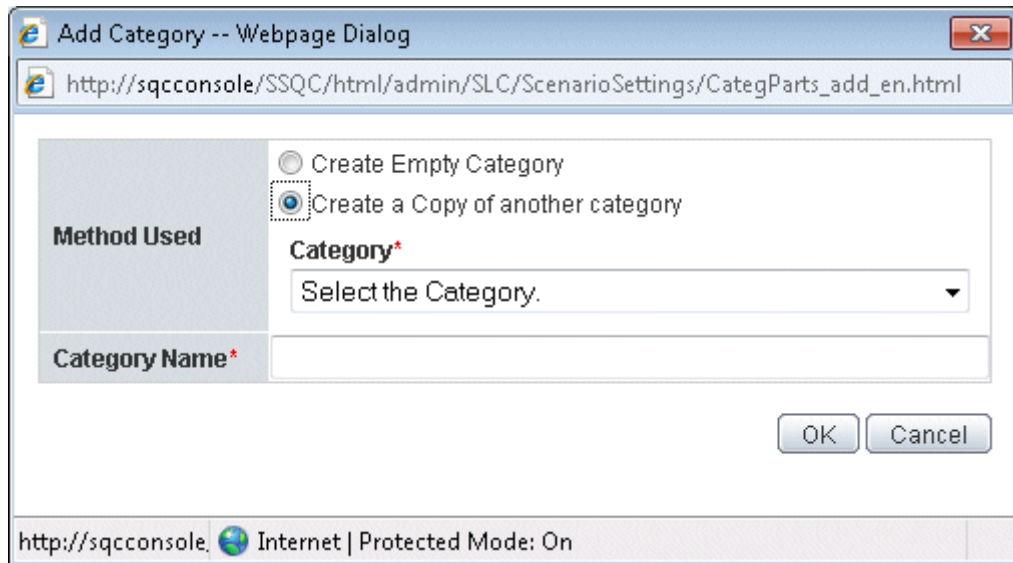 Add Category -- Webpage Dialog
http://sqcconsole/SSQC/html/admin/SLC/ScenarioSettings/CategParts_add_en.html
Create Empty Category
Create a Copy of another category
Method Used
Category*
Select the Category.
Category Name*
OK Cancel
http://sqcconsole, Internet | Protected Mode: On